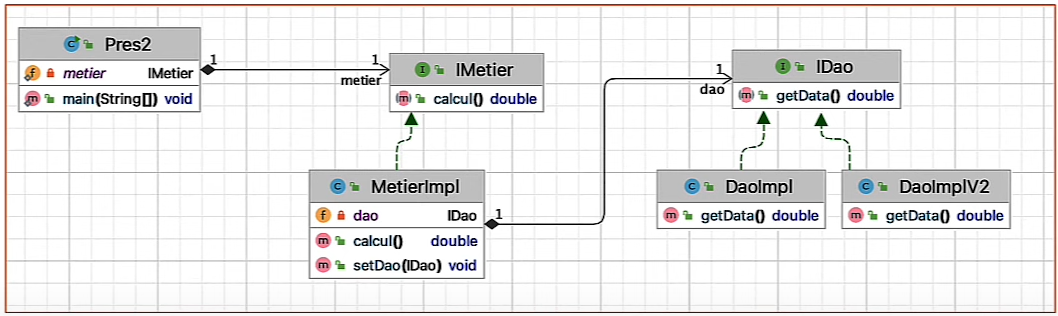 Pres2
f metier IMetier
m main(String[]) void
1 1
metier
I IMetier
m calcul() double
1
dao
I IDao
m getData() double
C MetierImpl
f dao IDao
m calcul() double
m setDao(IDao) void
1
C DaoImpl
m getData() double
C DaoImplV2
m getData() double